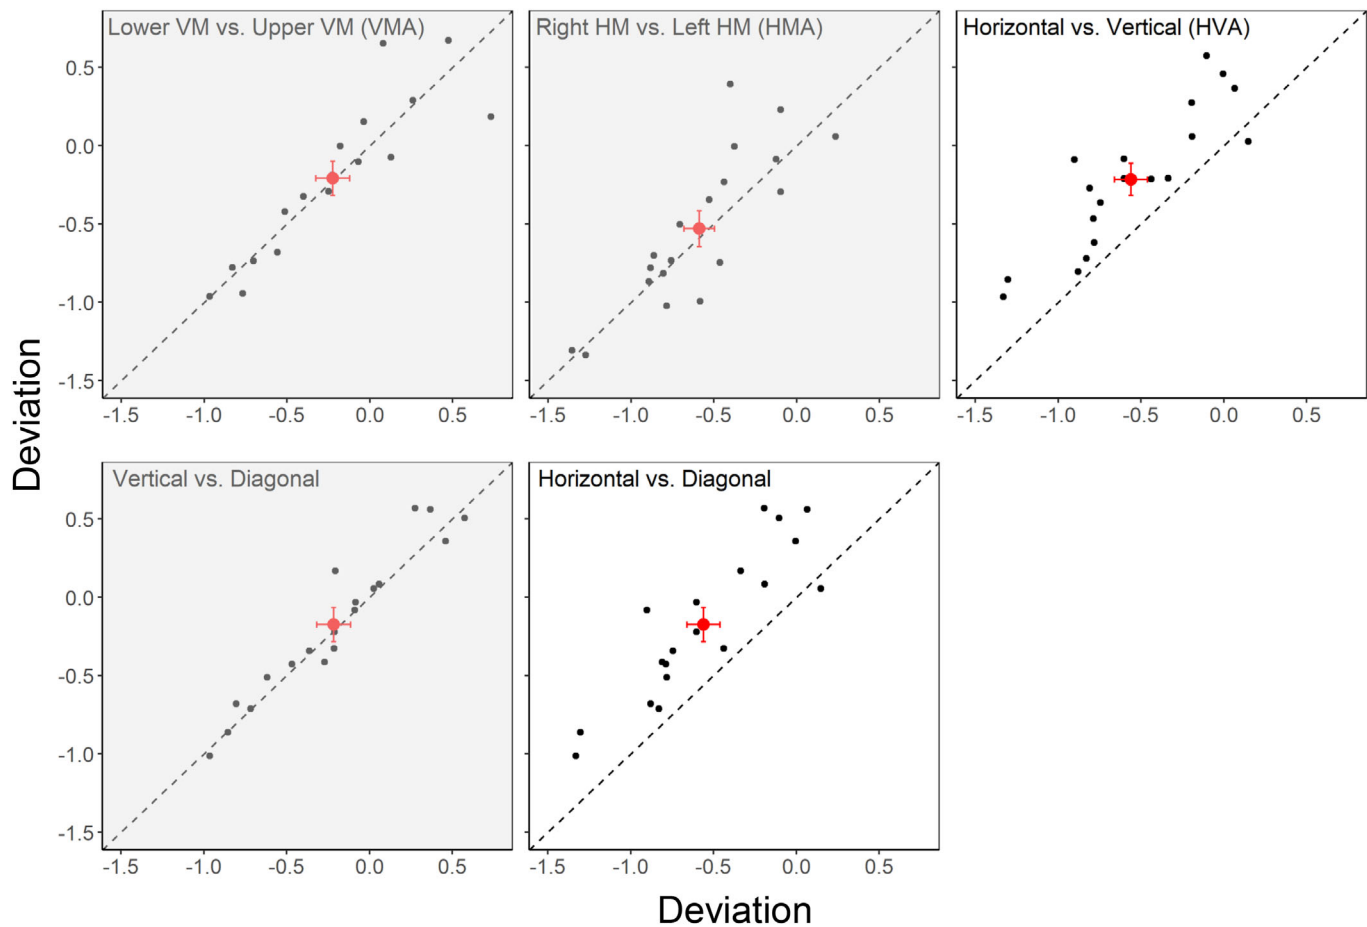 Lower VM vs. Upper VM (VMA)
Right HM vs. Left HM (HMA)
Horizontal vs. Vertical (HVA)
0.5
0.0
-0.5
-1.0
-1.5
-1.5 -1.0 -0.5 0.0 0.5
-1.5 -1.0 -0.5 0.0 0.5
-1.5 -1.0 -0.5 0.0 0.5
Deviation
Vertical vs. Diagonal
Horizontal vs. Diagonal
0.5
0.0
-0.5
-1.0
-1.5
-1.5 -1.0 -0.5 0.0 0.5
-1.5 -1.0 -0.5 0.0 0.5
Deviation